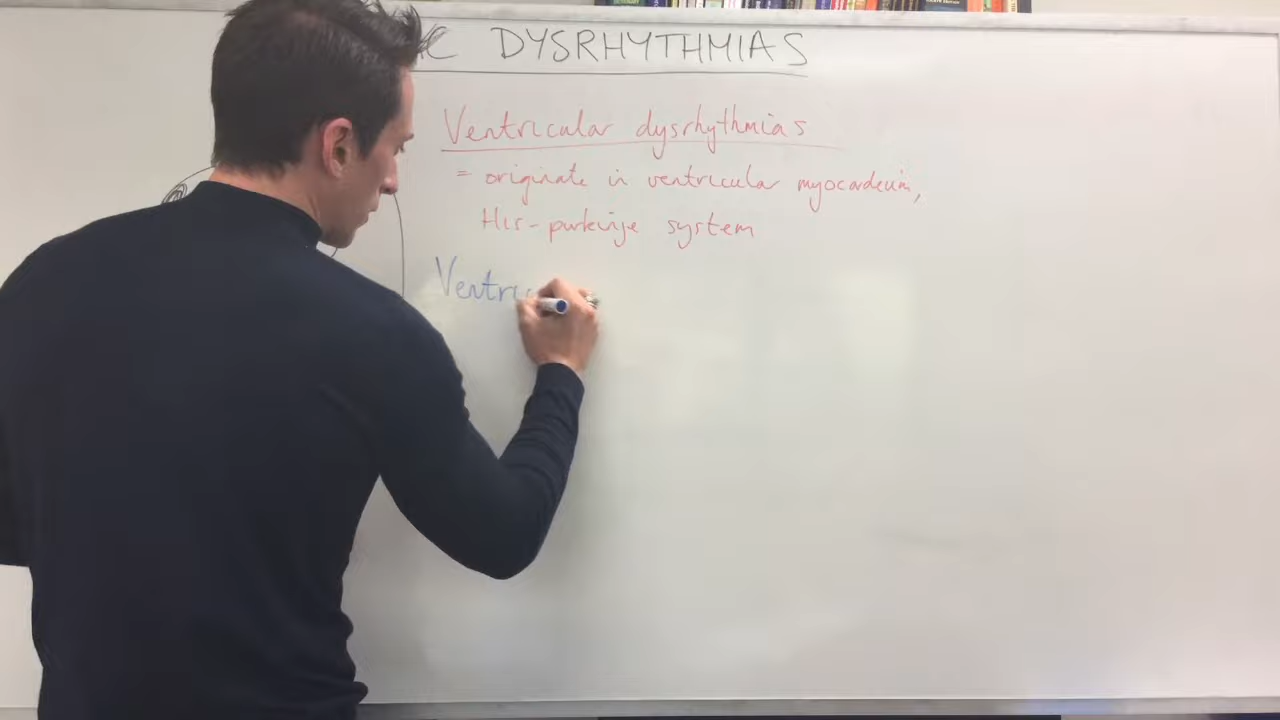 C DYSRHYTHMIAS
Ventricular dysrhythmias
= originate in ventricular myocardium,
His-purkinje system
Ventric